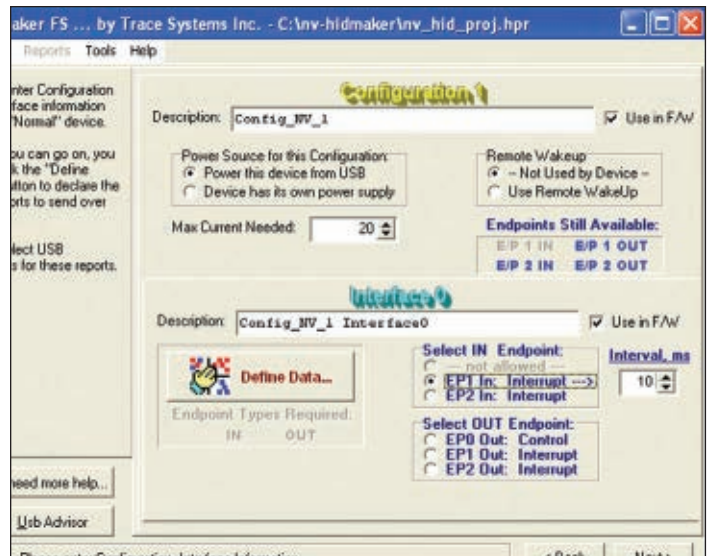 aker FS ... by Trace Systems Inc. - C:\nv-hidmaker\nv_hid_proj.hpr
Reports Tools Help
nter Configuration
face information
"Normal" device.
ou can go on, you
k the "Define
utton to declare the
orts to send over
lect USB
s for these reports.
need more help...
Usb Advisor
Configuration 1
Description: Config_NV_1
Use in F/W
Power Source for this Configuration:
Power this device from USB
Device has its own power supply
Remote Wakeup
-- Not Used by Device --
Use Remote WakeUp
Max Current Needed: 20
Endpoints Still Available:
E/P 1 IN E/P 1 OUT
E/P 2 IN E/P 2 OUT
Interface 0
Description: Config_NV_1 Interface0
Use in F/W
Define Data...
Endpoint Types Required:
IN OUT
Select IN Endpoint:
--- not allowed ---
EP1 In: Interrupt --->
EP2 In: Interrupt
Interval, ms
10
Select OUT Endpoint:
EP0 Out: Control
EP1 Out: Interrupt
EP2 Out: Interrupt
< Back Next >